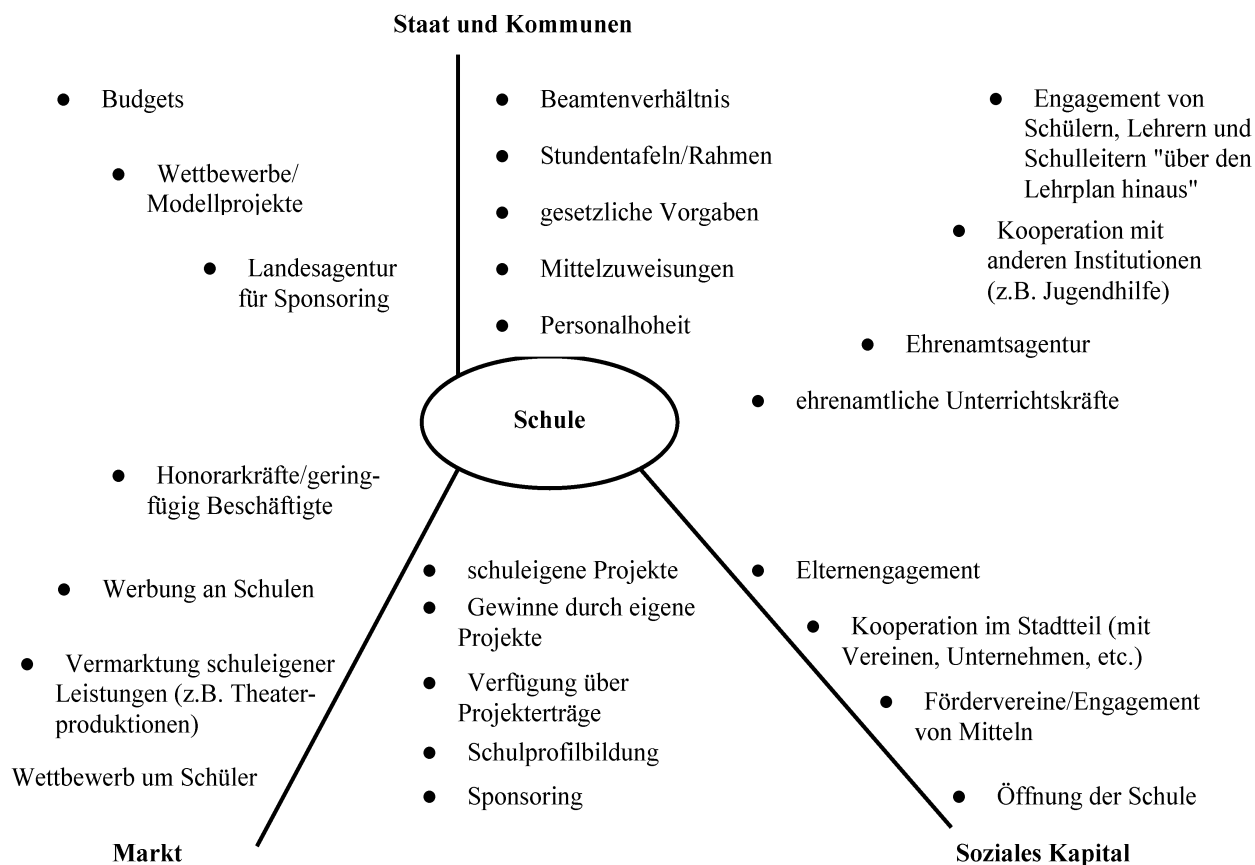 Staat und Kommunen
• Budgets
• Wettbewerbe/
Modellprojekte
• Landesagentur
für Sponsoring
• Beamtenverhältnis
• Stundentafeln/Rahmen
• gesetzliche Vorgaben
• Mittelzuweisungen
• Personalhoheit
• Engagement von
Schülern, Lehrern und
Schulleitern "über den
Lehrplan hinaus"
• Kooperation mit
anderen Institutionen
(z.B. Jugendhilfe)
• Ehrenamtsagentur
• ehrenamtliche Unterrichtskräfte
Schule
• Honorarkräfte/gering-
fügig Beschäftigte
• Werbung an Schulen
• Vermarktung schuleigener
Leistungen (z.B. Theater-
produktionen)
Wettbewerb um Schüler
• schuleigene Projekte
• Gewinne durch eigene
Projekte
• Verfügung über
Projekterträge
• Schulprofilbildung
• Sponsoring
• Elternengagement
• Kooperation im Stadtteil (mit
Vereinen, Unternehmen, etc.)
• Fördervereine/Engagement
von Mitteln
• Öffnung der Schule
Markt
Soziales Kapital